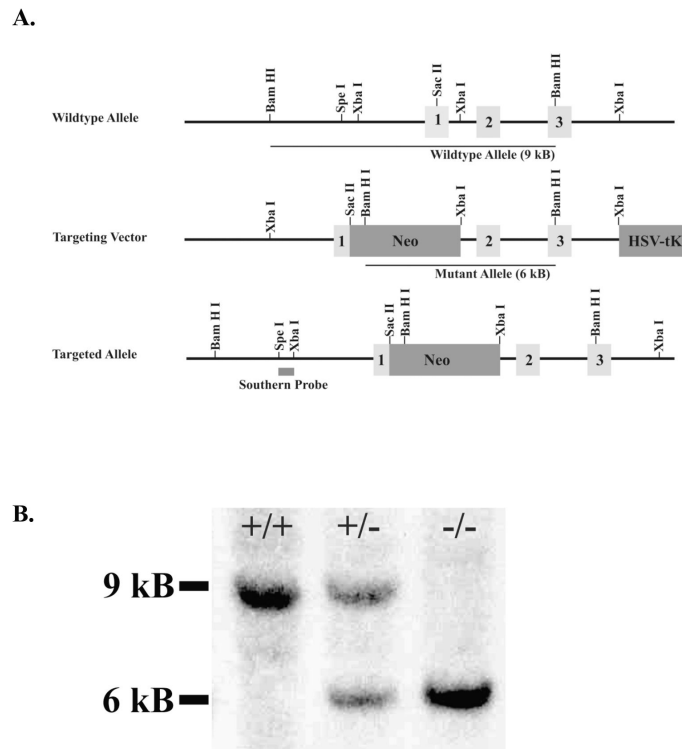 A.
Wildtype Allele
Bam HI
Spe I
Xba I
Sac II
Xba I
Bam HI
Xba I
1
2
3
Wildtype Allele (9 kB)
Targeting Vector
Xba I
Sac II
Bam H I
Xba I
Bam H I
Xba I
1
Neo
2
3
HSV-tK
Mutant Allele (6 kB)
Targeted Allele
Bam H I
Spe I
Xba I
Sac II
Bam H I
Xba I
Bam H I
Xba I
1
Neo
2
3
Southern Probe
B.
+/+ +/- -/-
9 kB
6 kB